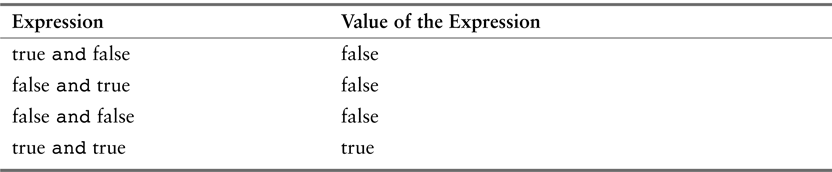 Expression Value of the Expression
true and false false
false and true false
false and false false
true and true true